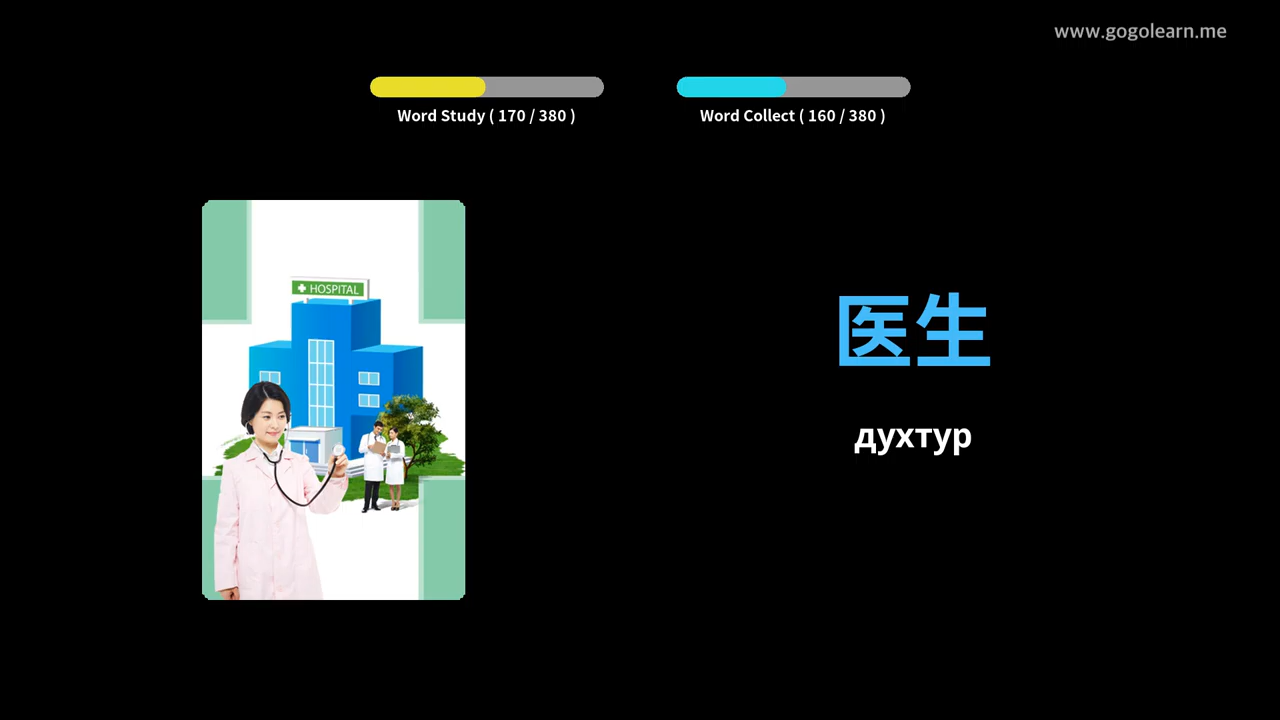 www.gogolearn.me
Word Study ( 170 / 380 )
Word Collect ( 160 / 380 )
HOSPITAL
医生
духтур